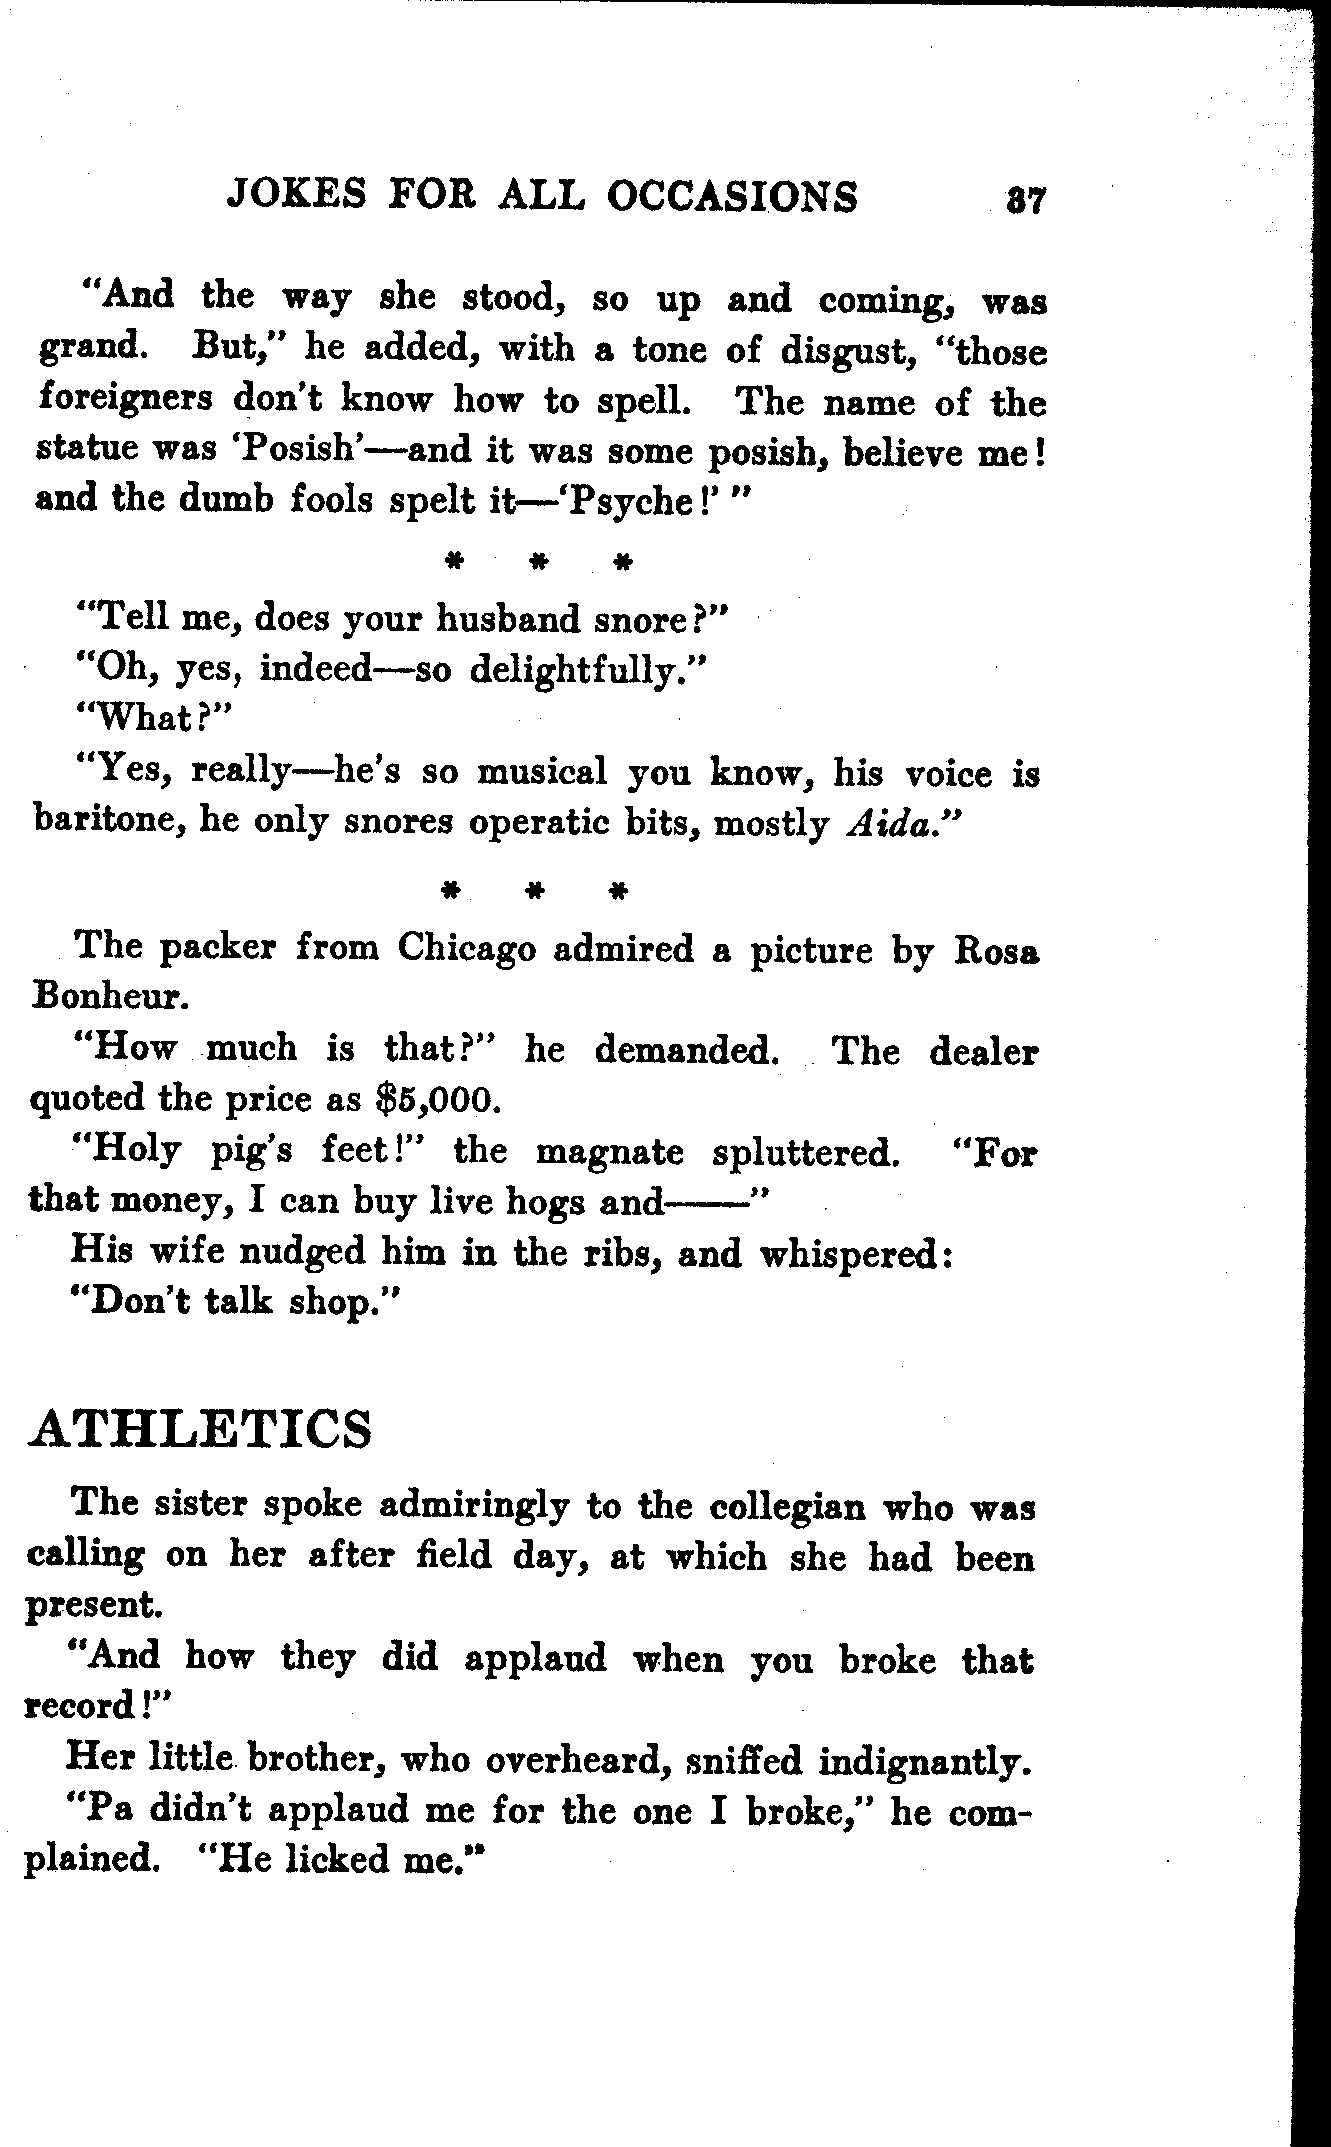 JOKES FOR ALL OCCASIONS 37
“And the way she stood, so up and coming, was
grand. But,” he added, with a tone of disgust, “those
foreigners don't know how to spell. The name of the
statue was ‘Posish’—and it was some posish, believe me!
and the dumb fools spelt it—‘Psyche!’ ”
* * *
“Tell me, does your husband snore?”
“Oh, yes, indeed—so delightfully.”
“What?”
“Yes, really—he's so musical you know, his voice is
baritone, he only snores operatic bits, mostly Aida.”
* * *
The packer from Chicago admired a picture by Rosa
Bonheur.
“How much is that?” he demanded. The dealer
quoted the price as $5,000.
“Holy pig's feet!” the magnate spluttered. “For
that money, I can buy live hogs and——”
His wife nudged him in the ribs, and whispered:
“Don't talk shop.”
ATHLETICS
The sister spoke admiringly to the collegian who was
calling on her after field day, at which she had been
present.
“And how they did applaud when you broke that
record!”
Her little brother, who overheard, sniffed indignantly.
“Pa didn't applaud me for the one I broke,” he com-
plained. “He licked me.”